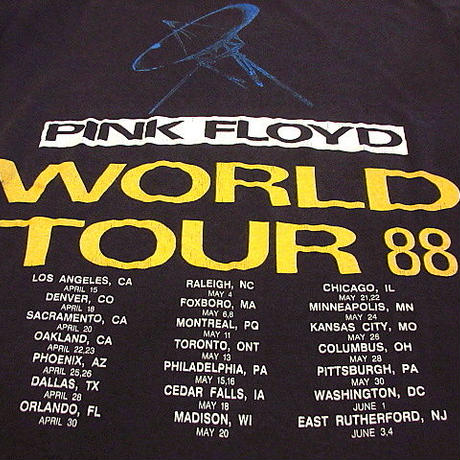 PINK FLOYD
WORLD
TOUR 88
LOS ANGELES, CA
APRIL 15
DENVER, CO
APRIL 18
SACRAMENTO, CA
APRIL 20
OAKLAND, CA
APRIL 22,23
PHOENIX, AZ
APRIL 25,26
DALLAS, TX
APRIL 28
ORLANDO, FL
APRIL 30
RALEIGH, NC
MAY 4
FOXBORO, MA
MAY 6,8
MONTREAL, PQ
MAY 11
TORONTO, ONT
MAY 13
PHILADELPHIA, PA
MAY 15,16
CEDAR FALLS, IA
MAY 18
MADISON, WI
MAY 20
CHICAGO, IL
MAY 21,22
MINNEAPOLIS, MN
MAY 24
KANSAS CITY, MO
MAY 26
COLUMBUS, OH
MAY 28
PITTSBURGH, PA
MAY 30
WASHINGTON, DC
JUNE 1
EAST RUTHERFORD, NJ
JUNE 3,4